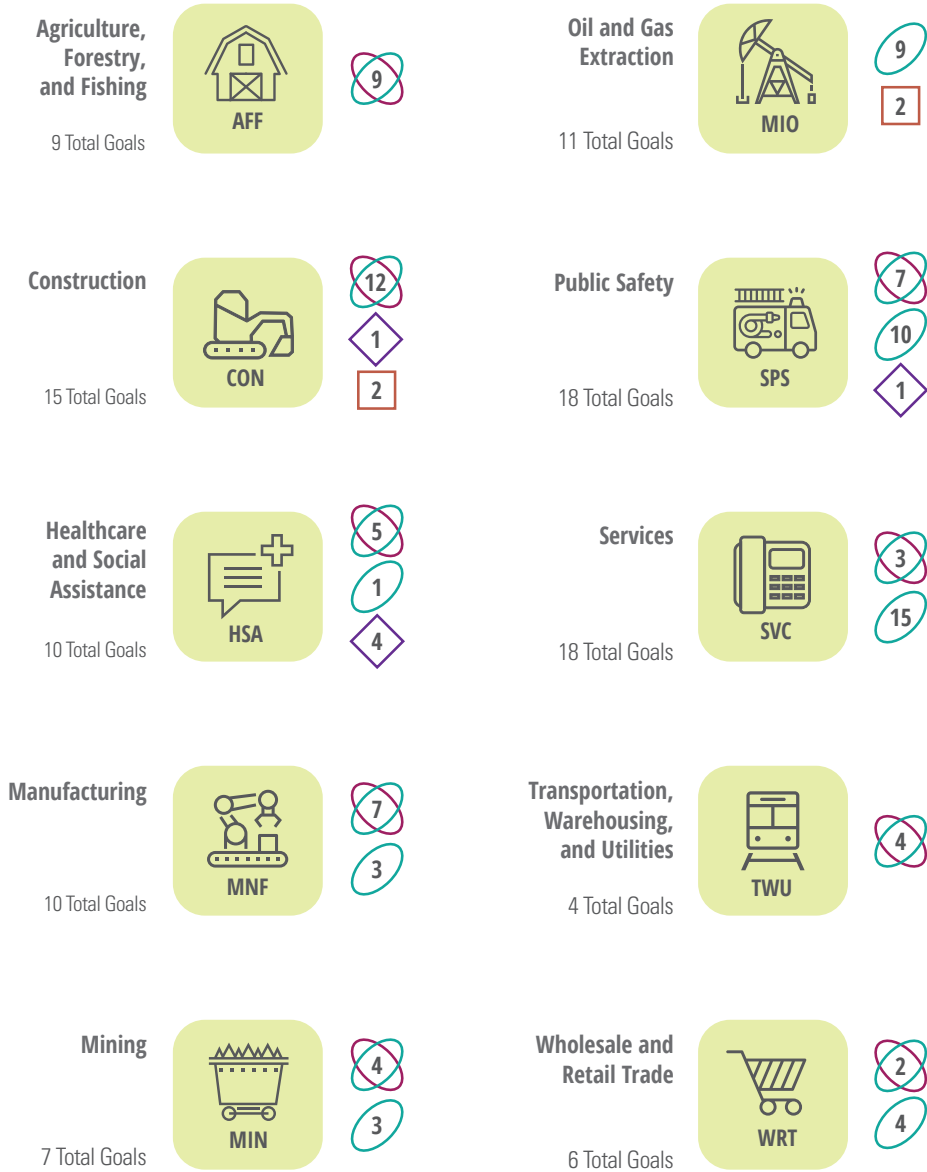 Agriculture,
Forestry,
and Fishing
9 Total Goals
AFF
9
Oil and Gas
Extraction
11 Total Goals
MIO
9
2
Construction
15 Total Goals
CON
12
1
2
Public Safety
18 Total Goals
SPS
7
10
1
Healthcare
and Social
Assistance
10 Total Goals
HSA
5
1
4
Services
18 Total Goals
SVC
3
15
Manufacturing
10 Total Goals
MNF
7
3
Transportation,
Warehousing,
and Utilities
4 Total Goals
TWU
4
Mining
7 Total Goals
MIN
4
3
Wholesale and
Retail Trade
6 Total Goals
WRT
2
4